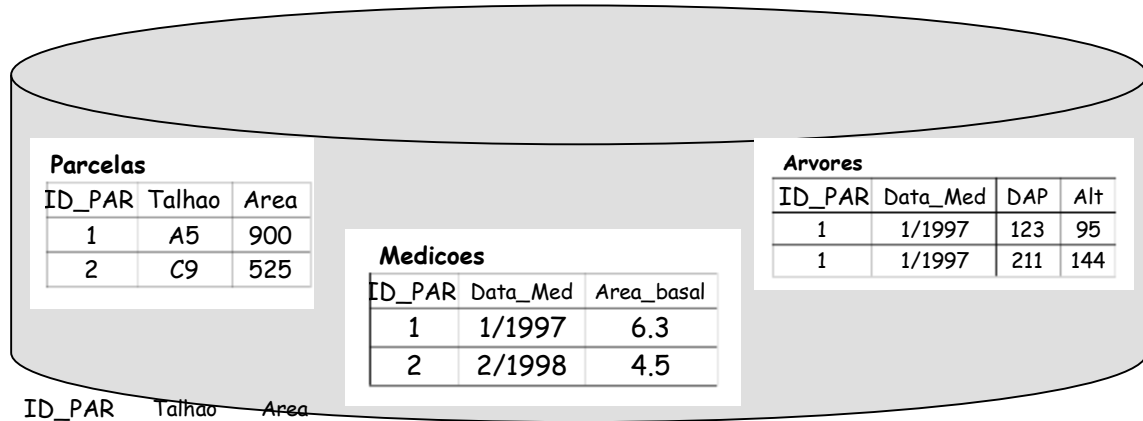 Parcelas
ID_PAR Talhao Area
1 A5 900
2 C9 525
Medicoes
ID_PAR Data_Med Area_basal
1 1/1997 6.3
2 2/1998 4.5
Arvores
ID_PAR Data_Med DAP Alt
1 1/1997 123 95
1 1/1997 211 144
ID_PAR Talhao Area